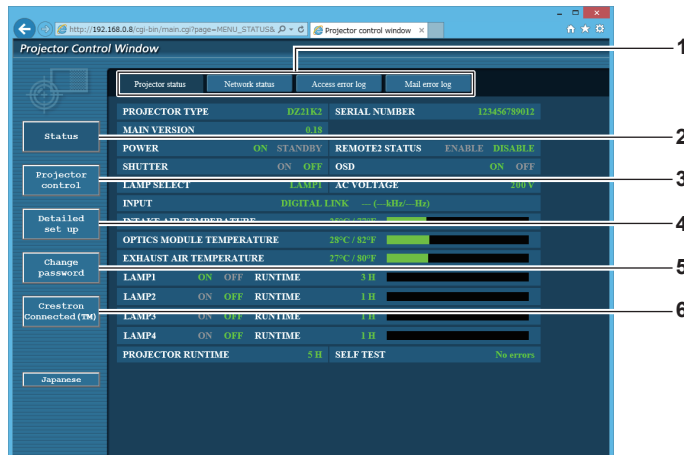 http://192.168.0.8/cgi-bin/main.cgi?page=MENU_STATUS&
Projector control window
Projector Control Window
1
Projector status Network status Access error log Mail error log
PROJECTOR TYPE DZ21K2 SERIAL NUMBER 123456789012
MAIN VERSION 0.18
Status
2
POWER ON STANDBY REMOTE2 STATUS ENABLE DISABLE
SHUTTER ON OFF OSD ON OFF
Projector
control
3
LAMP SELECT LAMP1 AC VOLTAGE 200 V
INPUT DIGITAL LINK — (—kHz/—Hz)
INTAKE AIR TEMPERATURE
Detailed
set up
4
OPTICS MODULE TEMPERATURE 28°C / 82°F
EXHAUST AIR TEMPERATURE 27°C / 80°F
Change
password
5
LAMP1 ON OFF RUNTIME 3 H
LAMP2 ON OFF RUNTIME 1 H
Crestron
Connected(TM)
6
LAMP3 ON OFF RUNTIME 1 H
LAMP4 ON OFF RUNTIME 1 H
PROJECTOR RUNTIME 5 H SELF TEST No errors
Japanese